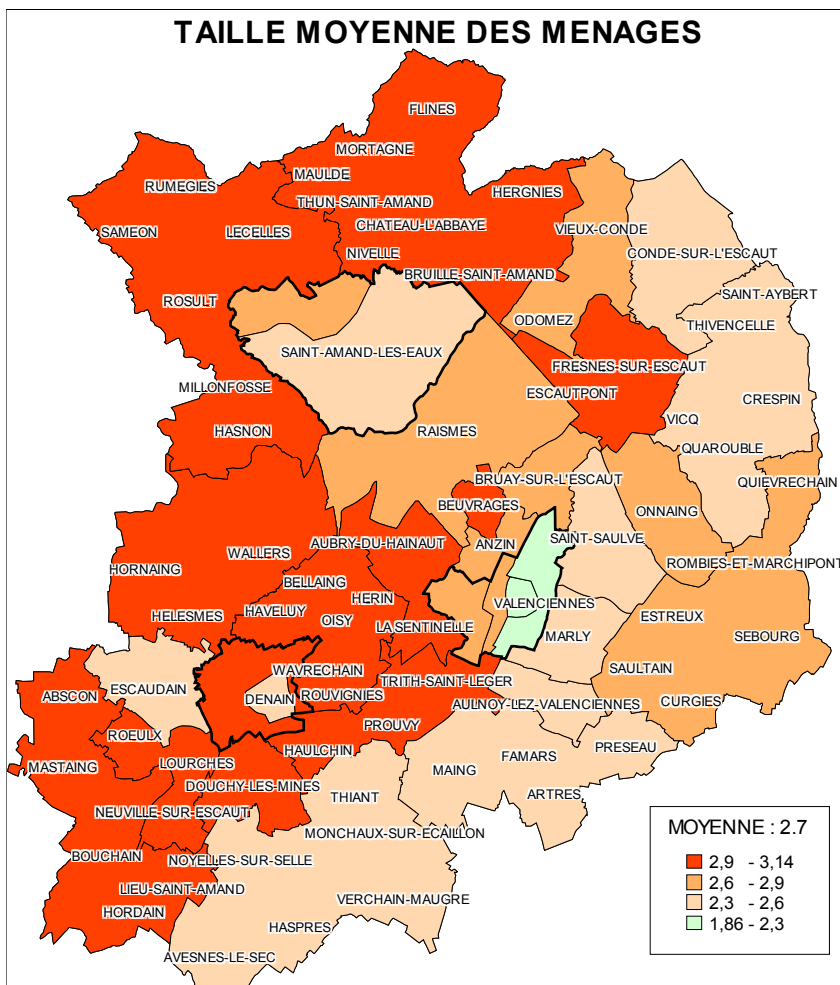 TAILLE MOYENNE DES MENAGES
FLINES
MORTAGNE
MAULDE
RUMEGIES
HERGNIES
THUN-SAINT-AMAND
CHATEAU-L'ABBAYE
VIEUX-CONDE
SAMEON
LECELLES
NIVELLE
CONDE-SUR-L'ESCAUT
BRUILLE-SAINT-AMAND
SAINT-AYBERT
ROSULT
ODOMEZ
THIVENCELLE
SAINT-AMAND-LES-EAUX
FRESNES-SUR-ESCAUT
MILLONFOSSE
ESCAUTPONT
CRESPIN
VICQ
HASNON
RAISMES
QUAROUBLE
BRUAY-SUR-L'ESCAUT
QUIEVRECHAIN
BEUVRAGES
ONNAING
SAINT-SAULVE
AUBRY-DU-HAINAUT
ANZIN
WALLERS
ROMBIES-ET-MARCHIPONT
HORNAING
BELLAING
HERIN
VALENCIENNES
HAVELUY
HELESMES
OISY
ESTREUX
LA SENTINELLE
MARLY
SEBOURG
WAVRECHAIN
SAULTAIN
TRITH-SAINT-LEGER
ESCAUDAIN
ABSCON
DENAIN
ROUVIGNIES
AULNOY-LEZ-VALENCIENNES
CURGIES
PROUVY
ROEULX
HAULCHIN
PRESEAU
FAMARS
LOURCHES
MASTAING
MAING
DOUCHY-LES-MINES
THIANT
ARTRES
NEUVILLE-SUR-ESCAUT
MONCHAUX-SUR-ECAILLON
BOUCHAIN
NOYELLES-SUR-SELLE
LIEU-SAINT-AMAND
VERCHAIN-MAUGRE
HORDAIN
HASPRES
AVESNES-LE-SEC
MOYENNE : 2.7
2,9 - 3,14
2,6 - 2,9
2,3 - 2,6
1,86 - 2,3